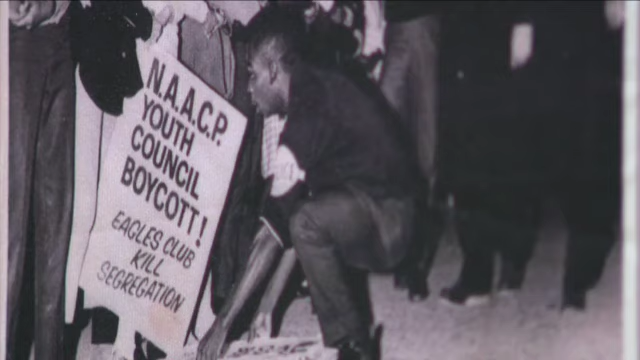 N.A.A.C.P.
YOUTH
COUNCIL
BOYCOTT!
EAGLES CLUB
KILL
SEGREGATION